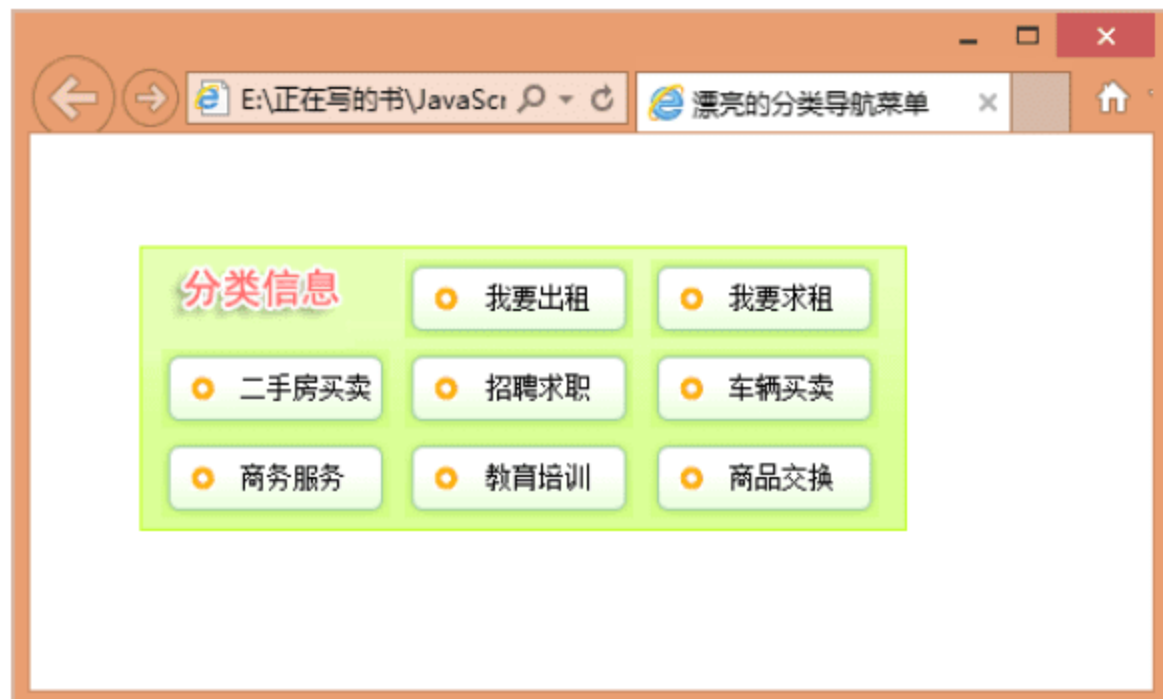 E:\正在写的书\JavaScr
漂亮的分类导航菜单
分类信息
我要出租
我要求租
二手房买卖
招聘求职
车辆买卖
商务服务
教育培训
商品交换